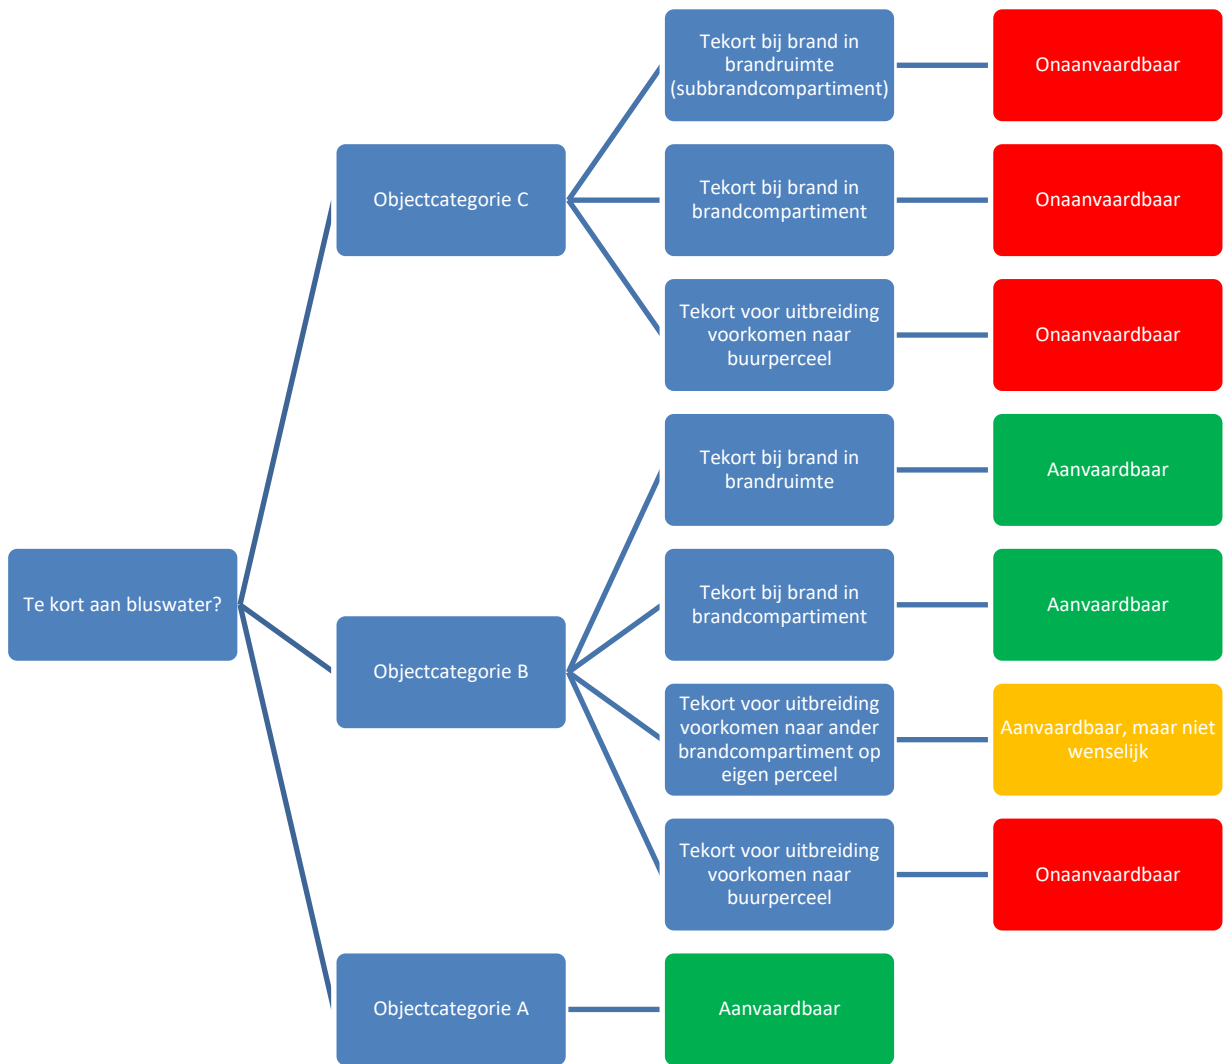 Te kort aan bluswater?
Objectcategorie C
Tekort bij brand in
brandruimte
(subbrandcompartiment)
Onaanvaardbaar
Tekort bij brand in
brandcompartiment
Onaanvaardbaar
Tekort voor uitbreiding
voorkomen naar
buurperceel
Onaanvaardbaar
Objectcategorie B
Tekort bij brand in
brandruimte
Aanvaardbaar
Tekort bij brand in
brandcompartiment
Aanvaardbaar
Tekort voor uitbreiding
voorkomen naar ander
brandcompartiment op
eigen perceel
Aanvaardbaar, maar niet
wenselijk
Tekort voor uitbreiding
voorkomen naar
buurperceel
Onaanvaardbaar
Objectcategorie A
Aanvaardbaar